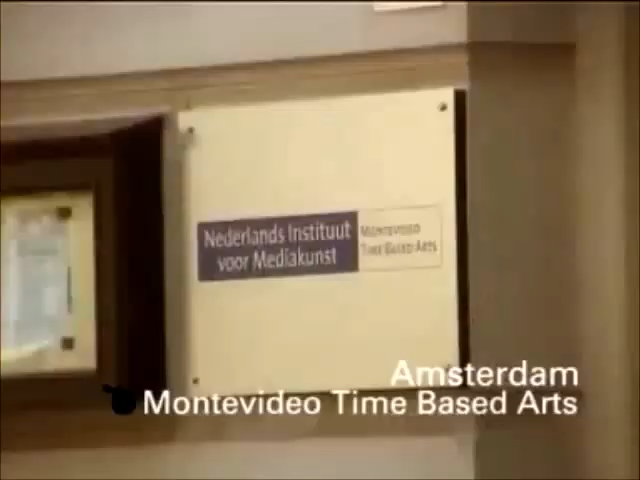 Nederlands Instituut
voor Mediakunst
Montevideo
Time Based Arts
Amsterdam
Montevideo Time Based Arts